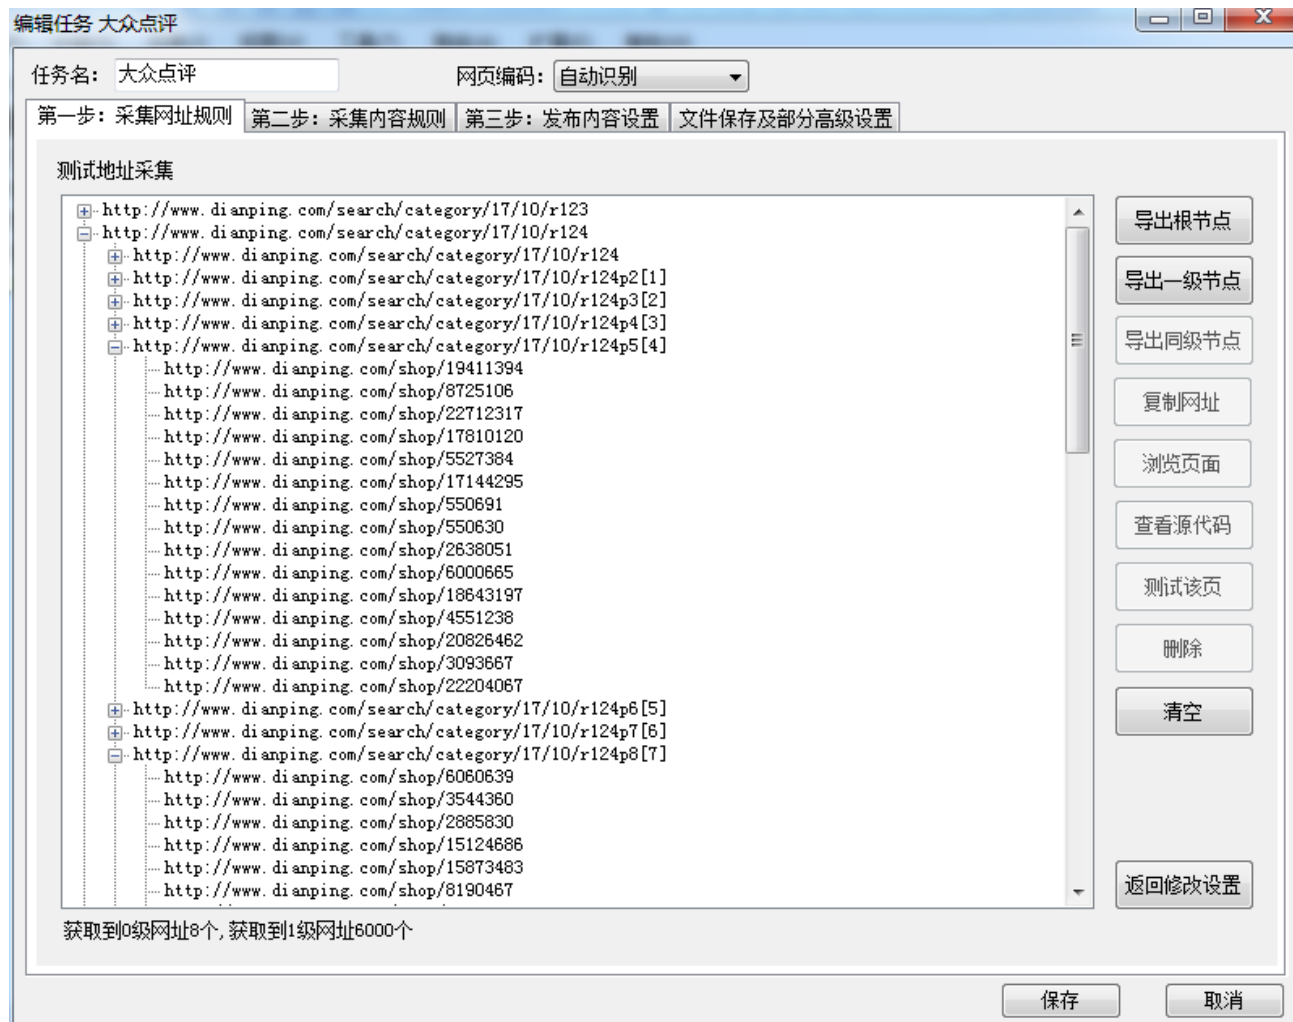 编辑任务 大众点评
任务名： 大众点评 网页编码： 自动识别
第一步：采集网址规则 第二步：采集内容规则 第三步：发布内容设置 文件保存及部分高级设置
测试地址采集
http://www.dianping.com/search/category/17/10/r123
http://www.dianping.com/search/category/17/10/r124
http://www.dianping.com/search/category/17/10/r124
http://www.dianping.com/search/category/17/10/r124p2[1]
http://www.dianping.com/search/category/17/10/r124p3[2]
http://www.dianping.com/search/category/17/10/r124p4[3]
http://www.dianping.com/search/category/17/10/r124p5[4]
http://www.dianping.com/shop/19411394
http://www.dianping.com/shop/8725106
http://www.dianping.com/shop/22712317
http://www.dianping.com/shop/17810120
http://www.dianping.com/shop/5527384
http://www.dianping.com/shop/17144295
http://www.dianping.com/shop/550691
http://www.dianping.com/shop/550630
http://www.dianping.com/shop/2638051
http://www.dianping.com/shop/6000665
http://www.dianping.com/shop/18643197
http://www.dianping.com/shop/4551238
http://www.dianping.com/shop/20826462
http://www.dianping.com/shop/3093667
http://www.dianping.com/shop/22204067
http://www.dianping.com/search/category/17/10/r124p6[5]
http://www.dianping.com/search/category/17/10/r124p7[6]
http://www.dianping.com/search/category/17/10/r124p8[7]
http://www.dianping.com/shop/6060639
http://www.dianping.com/shop/3544360
http://www.dianping.com/shop/2885830
http://www.dianping.com/shop/15124686
http://www.dianping.com/shop/15873483
http://www.dianping.com/shop/8190467
导出根节点
导出一级节点
导出同级节点
复制网址
浏览页面
查看源代码
测试该页
删除
清空
返回修改设置
获取到0级网址8个,获取到1级网址6000个
保存 取消